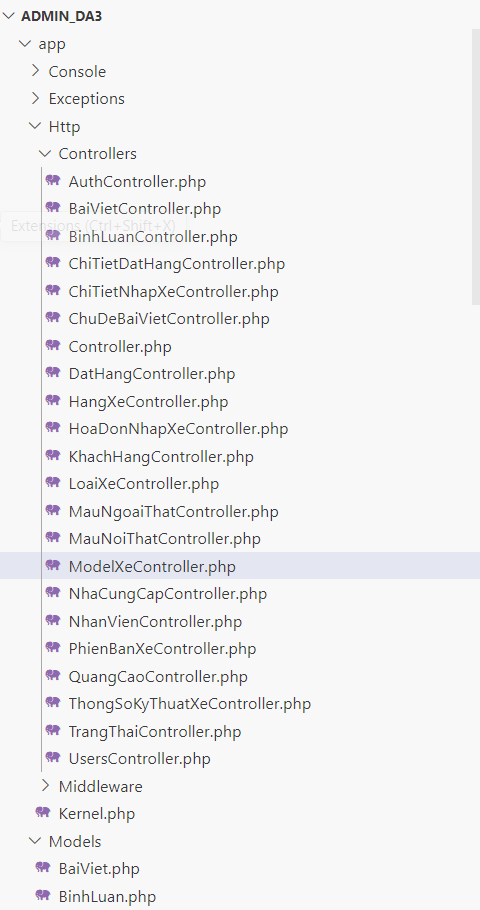 ADMIN_DA3
app
Console
Exceptions
Http
Controllers
AuthController.php
BaiVietController.php
Extensions (Ctrl+Shift+X)
BinhLuanController.php
ChiTietDatHangController.php
ChiTietNhapXeController.php
ChuDeBaiVietController.php
Controller.php
DatHangController.php
HangXeController.php
HoaDonNhapXeController.php
KhachHangController.php
LoaiXeController.php
MauNgoaiThatController.php
MauNoiThatController.php
ModelXeController.php
NhaCungCapController.php
NhanVienController.php
PhienBanXeController.php
QuangCaoController.php
ThongSoKyThuatXeController.php
TrangThaiController.php
UsersController.php
Middleware
Kernel.php
Models
BaiViet.php
BinhLuan.php